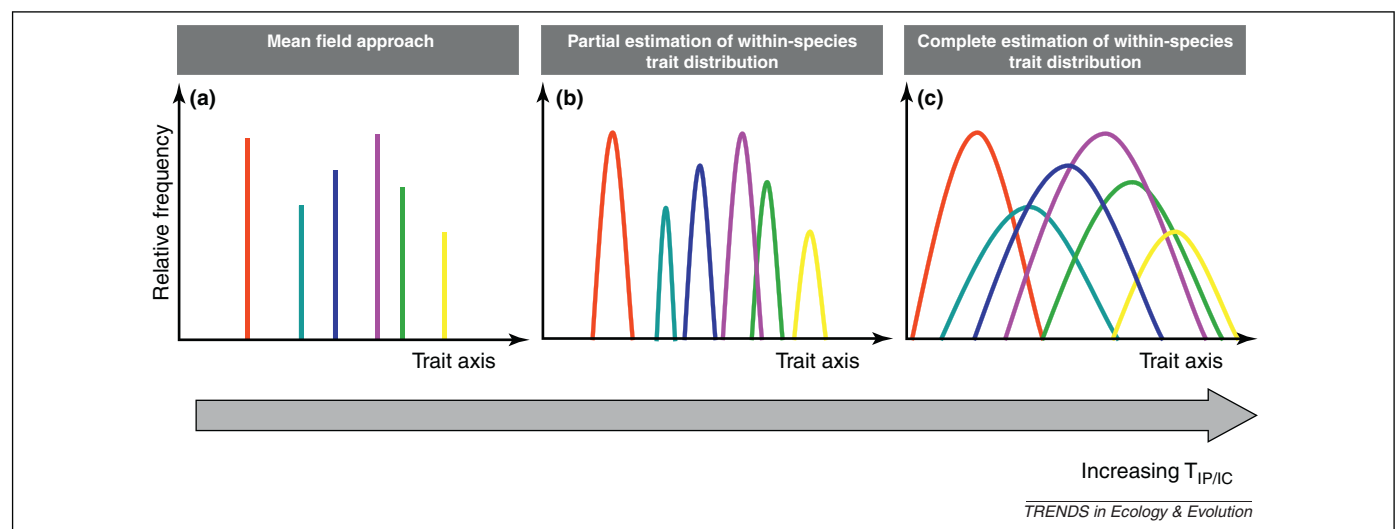 Mean field approach
Partial estimation of within-species
trait distribution
Complete estimation of within-species
trait distribution
(a)
(b)
(c)
Relative frequency
Trait axis
Trait axis
Trait axis
Increasing T_IP/IC
TRENDS in Ecology & Evolution